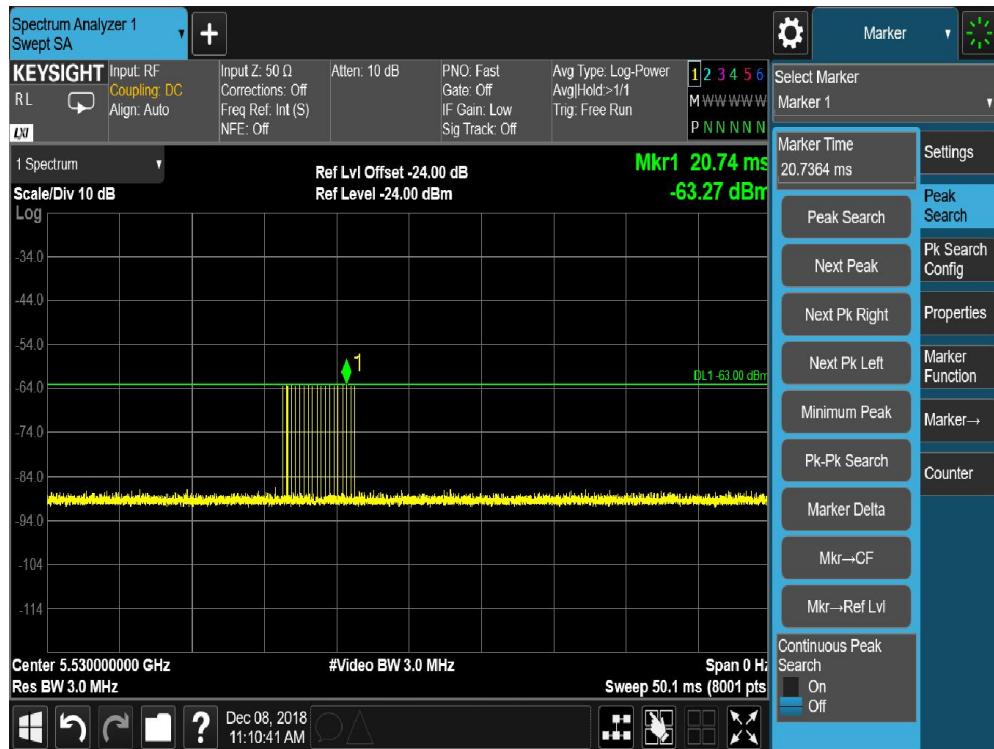 Spectrum Analyzer 1
Swept SA
+
Marker
KEYSIGHT
RL
LXI
Input: RF
Coupling: DC
Align: Auto
Input Z: 50 Ω
Corrections: Off
Freq Ref: Int (S)
NFE: Off
Atten: 10 dB
PNO: Fast
Gate: Off
IF Gain: Low
Sig Track: Off
Avg Type: Log-Power
Avg|Hold:>1/1
Trig: Free Run
1 2 3 4 5 6
M W W W W W
P N N N N N
Select Marker
Marker 1
1 Spectrum
Scale/Div 10 dB
Log
Ref Lvl Offset -24.00 dB
Ref Level -24.00 dBm
Mkr1 20.74 ms
-63.27 dBm
-34.0
-44.0
-54.0
-64.0
-74.0
-84.0
-94.0
-104
-114
1
DL1 -63.00 dBm
Center 5.530000000 GHz
Res BW 3.0 MHz
#Video BW 3.0 MHz
Span 0 Hz
Sweep 50.1 ms (8001 pts
Marker Time
20.7364 ms
Peak Search
Next Peak
Next Pk Right
Next Pk Left
Minimum Peak
Pk-Pk Search
Marker Delta
Mkr→CF
Mkr→Ref Lvl
Continuous Peak
Search
On
Off
Settings
Peak
Search
Pk Search
Config
Properties
Marker
Function
Marker→
Counter
?
Dec 08, 2018
11:10:41 AM